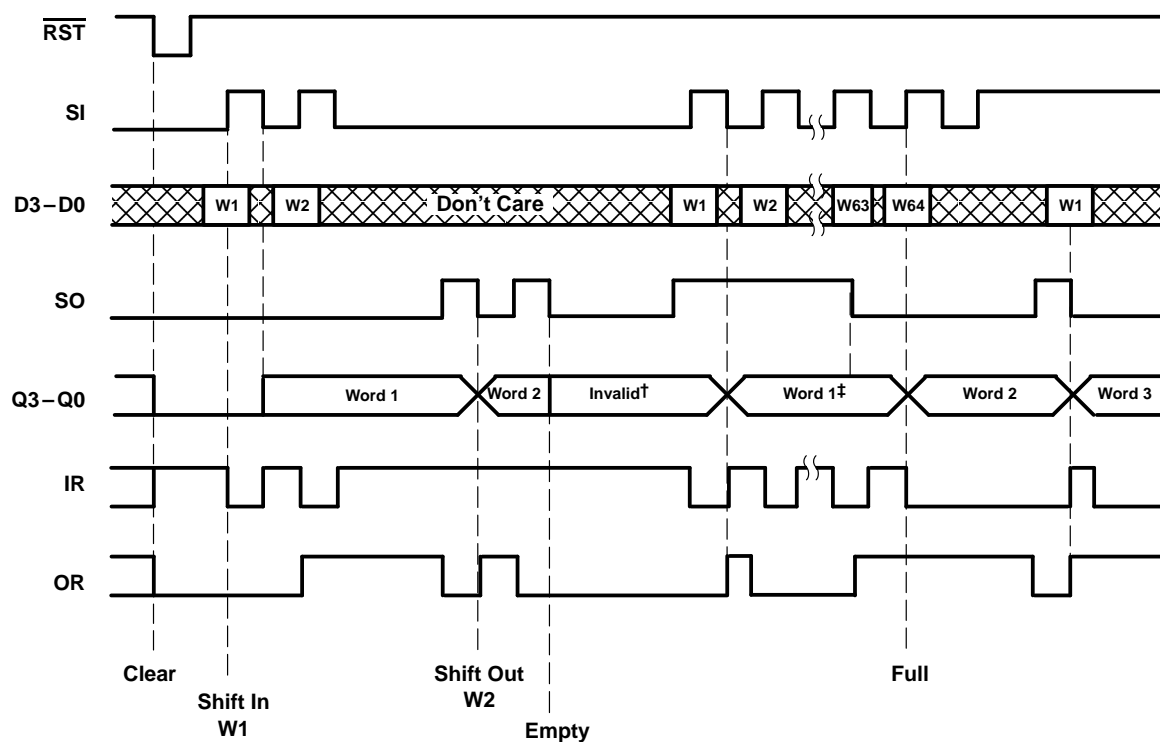 RST
SI
D3–D0 W1 W2 Don't Care W1 W2 W63 W64 W1
SO
Q3–Q0 Word 1 Word 2 Invalid† Word 1‡ Word 2 Word 3
IR
OR
Clear
Shift In
W1
Shift Out
W2
Empty
Full